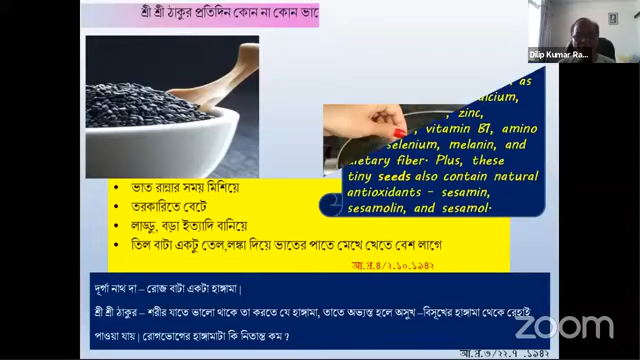 শ্রী শ্রী ঠাকুর প্রতিদিন কোন না কোন ভাবে
Dilip Kumar Ra...
as
calcium,
zinc,
vitamin B1, amino
selenium, melanin, and
dietary fiber. Plus, these
tiny seeds also contain natural
antioxidants - sesamin,
sesamolin, and sesamol.
• ভাত রান্নার সময় মিশিয়ে
• তরকারিতে বেটে
• লাড্ডু, বড়া ইত্যাদি বানিয়ে
• তিল বাটা একটু তেল,লঙ্কা দিয়ে ভাতের পাতে মেখে খেতে বেশ লাগে
আ.প্র.৪/২.১০.১৯৪২
দূর্গা নাথ দা – রোজ বাটা একটা হাঙ্গামা|
শ্রী শ্রী ঠাকুর – শরীর যাতে ভালো থাকে তা করতে যে হাঙ্গামা, তাতে অভ্যস্ত হলে অসুখ –বিসুখের হাঙ্গামা থেকে রেহাই
পাওয়া যায়| রোগভোগের হাঙ্গামাটা কি নিতান্ত কম ?
আ.প্র.৩/২২.৭ .১৯৪২
zoom